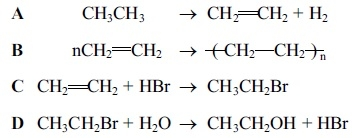 A CH₃CH₃ → CH₂═CH₂ + H₂
B nCH₂═CH₂ → ⁠-(CH₂—CH₂-)ₙ
C CH₂═CH₂ + HBr → CH₃CH₂Br
D CH₃CH₂Br + H₂O → CH₃CH₂OH + HBr